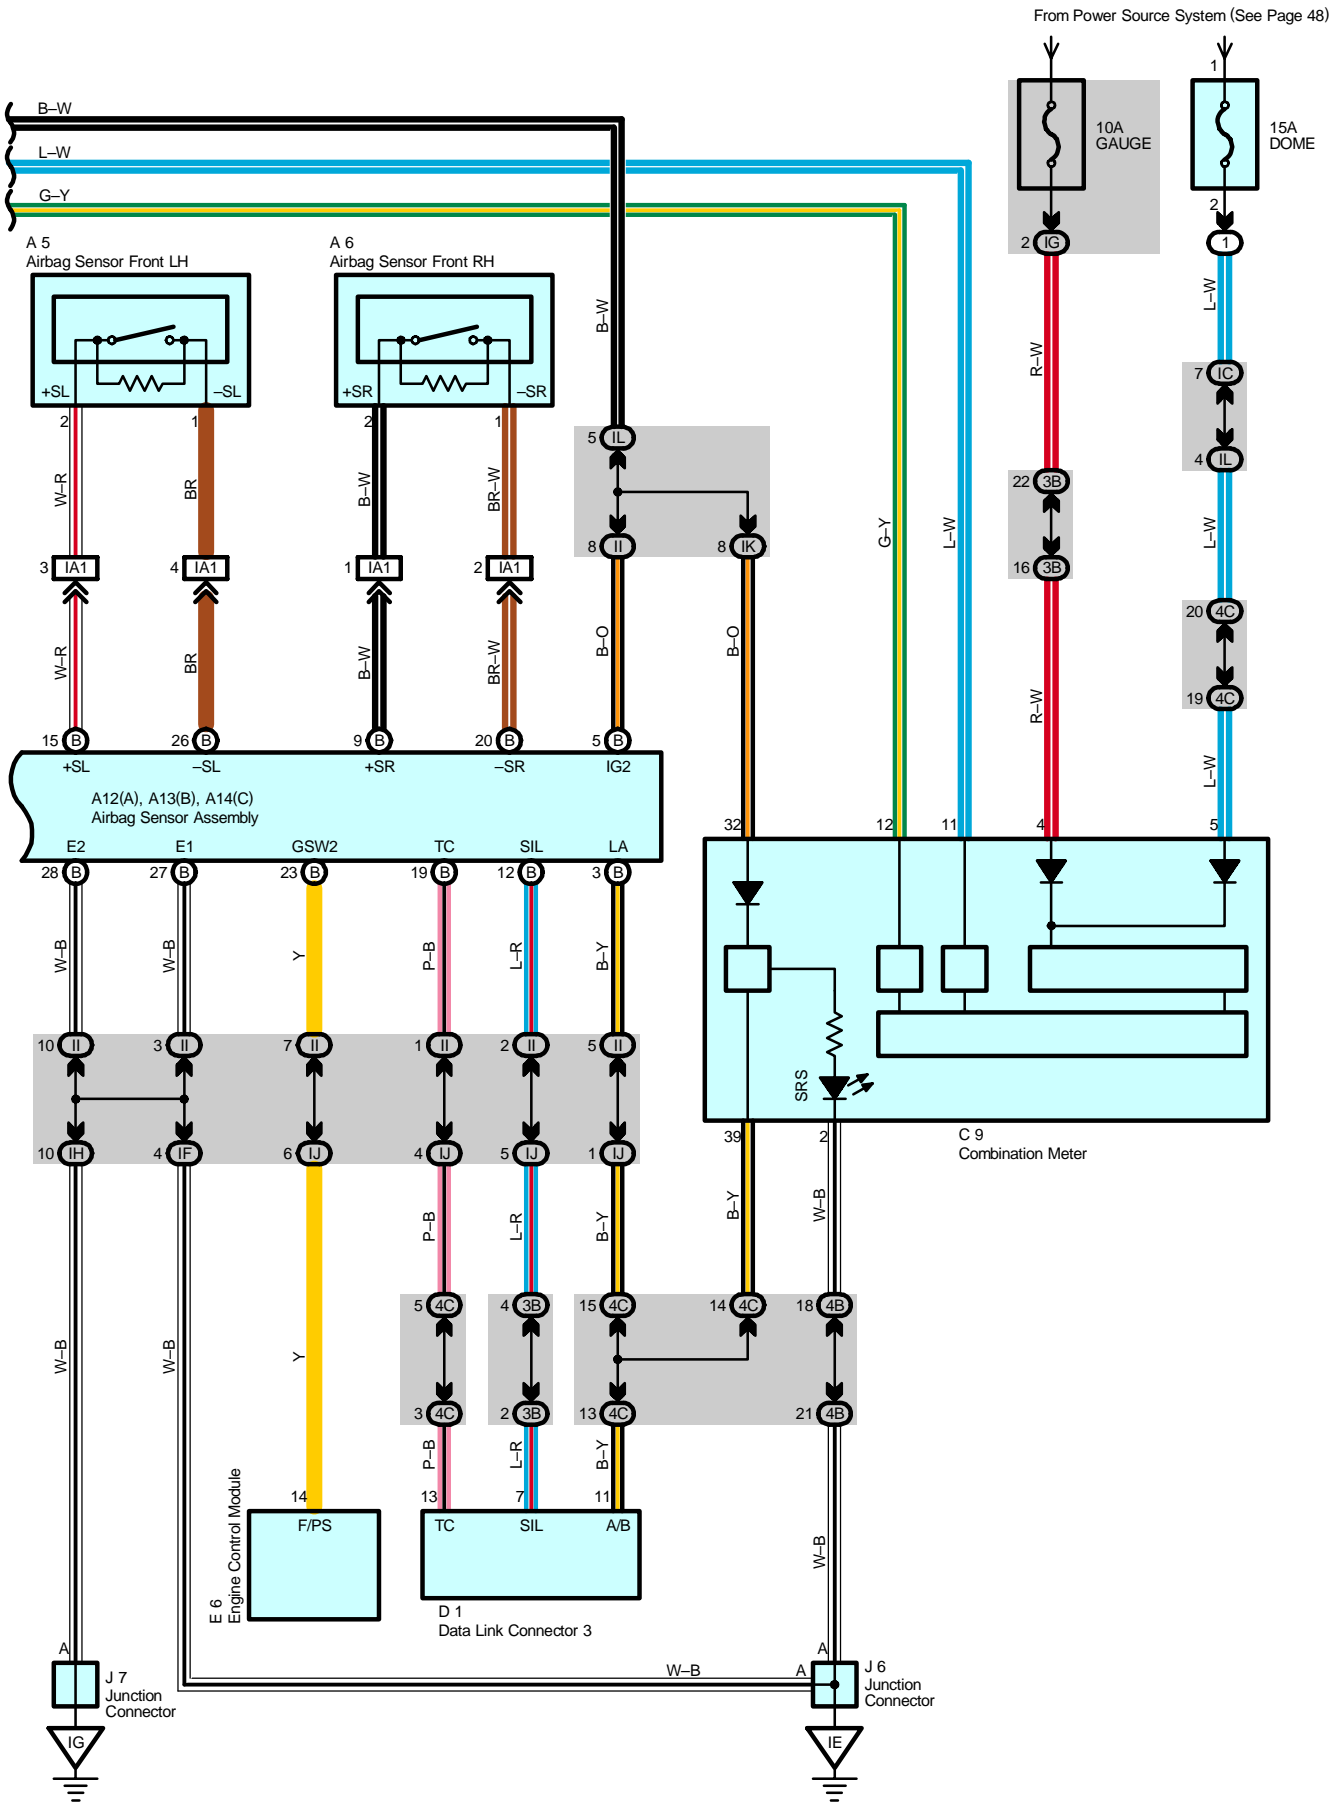 From Power Source System (See Page 48)
1
B–W
10A
GAUGE
15A
DOME
L–W
G–Y
2
2 IG
1
A 5
Airbag Sensor Front LH
A 6
Airbag Sensor Front RH
B–W
L–W
R–W
7 IC
+SL
–SL
+SR
–SR
2
1
2
1
5 IL
4 IL
W–R
BR
B–W
BR–W
22 3B
G–Y
L–W
L–W
8 II
8 IK
3 IA1
4 IA1
1 IA1
2 IA1
16 3B
20 4C
W–R
BR
B–W
BR–W
B–O
B–O
R–W
19 4C
15 B
26 B
9 B
20 B
5 B
+SL
–SL
+SR
–SR
IG2
L–W
A12(A), A13(B), A14(C)
Airbag Sensor Assembly
32
12
11
4
5
E2
E1
GSW2
TC
SIL
LA
28 B
27 B
23 B
19 B
12 B
3 B
W–B
W–B
Y
P–B
L–R
B–Y
10 II
3 II
7 II
1 II
2 II
5 II
SRS
10 IH
4 IF
6 IJ
4 IJ
5 IJ
1 IJ
39
2
C 9
Combination Meter
P–B
L–R
B–Y
B–Y
W–B
5 4C
4 3B
15 4C
14 4C
18 4B
W–B
W–B
Y
3 4C
2 3B
13 4C
21 4B
P–B
L–R
B–Y
14
13
7
11
F/PS
TC
SIL
A/B
E 6
Engine Control Module
W–B
D 1
Data Link Connector 3
A
J 7
Junction
Connector
W–B
A
A
J 6
Junction
Connector
IG
IE